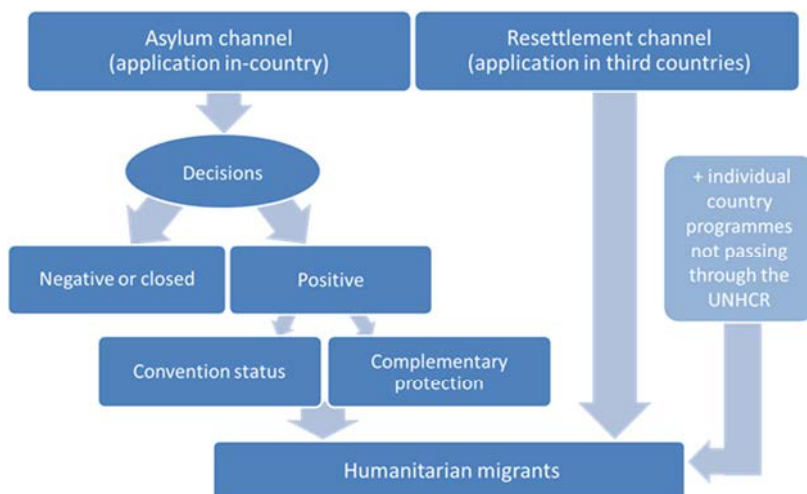 Asylum channel
(application in-country)
Resettlement channel
(application in third countries)
Decisions
+ individual
country
programmes
not passing
through the
UNHCR
Negative or closed
Positive
Convention status
Complementary
protection
Humanitarian migrants